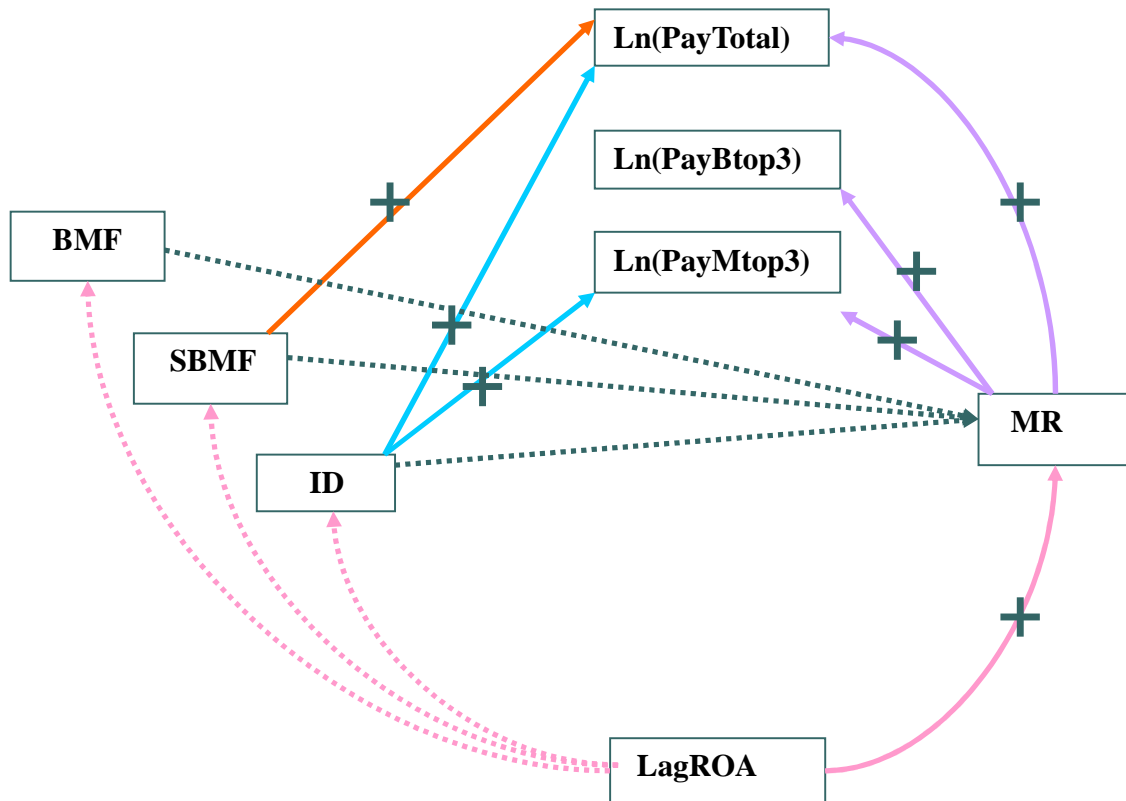 Ln(PayTotal)
Ln(PayBtop3)
BMF
Ln(PayMtop3)
SBMF
MR
ID
LagROA